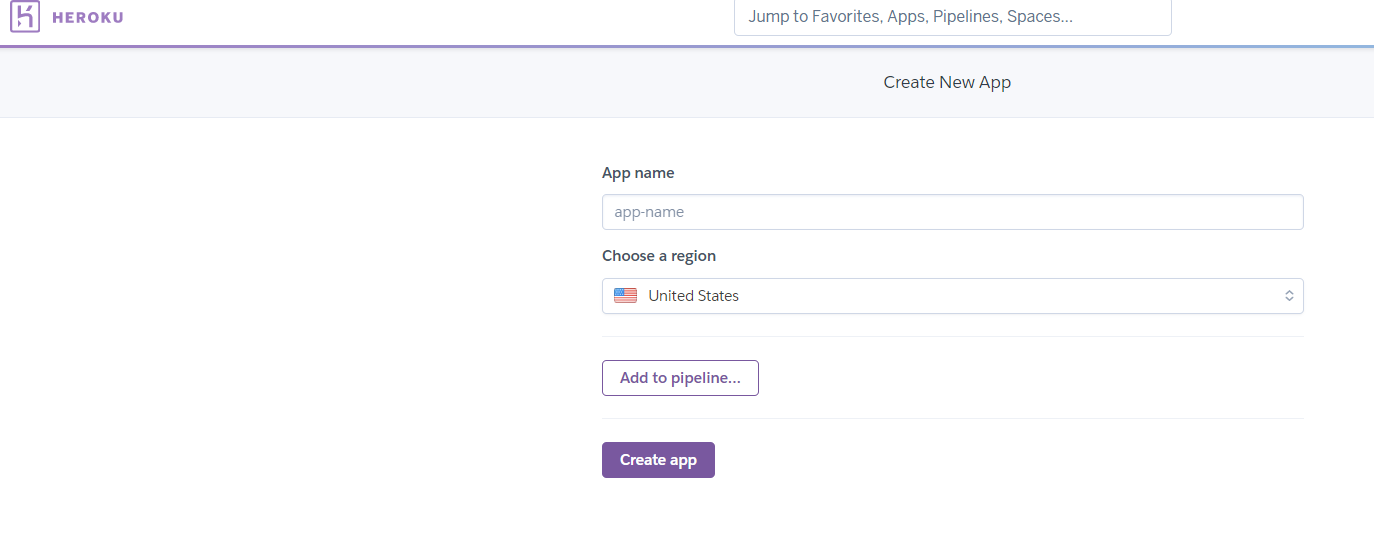 HEROKU
Jump to Favorites, Apps, Pipelines, Spaces...
Create New App
App name
app-name
Choose a region
United States
Add to pipeline...
Create app